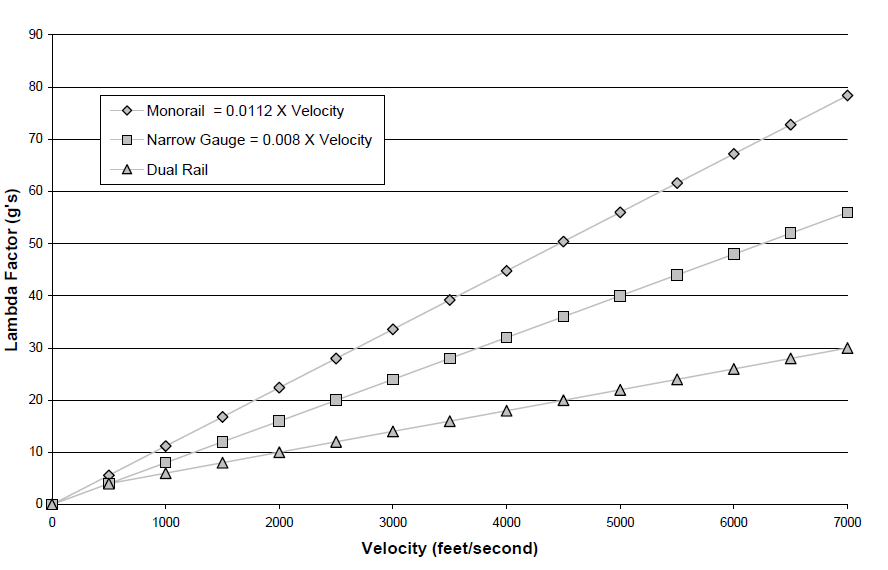 90
80
70
60
50
40
30
20
10
0
Lambda Factor (g's)
Monorail = 0.0112 X Velocity
Narrow Gauge = 0.008 X Velocity
Dual Rail
0 1000 2000 3000 4000 5000 6000 7000
Velocity (feet/second)